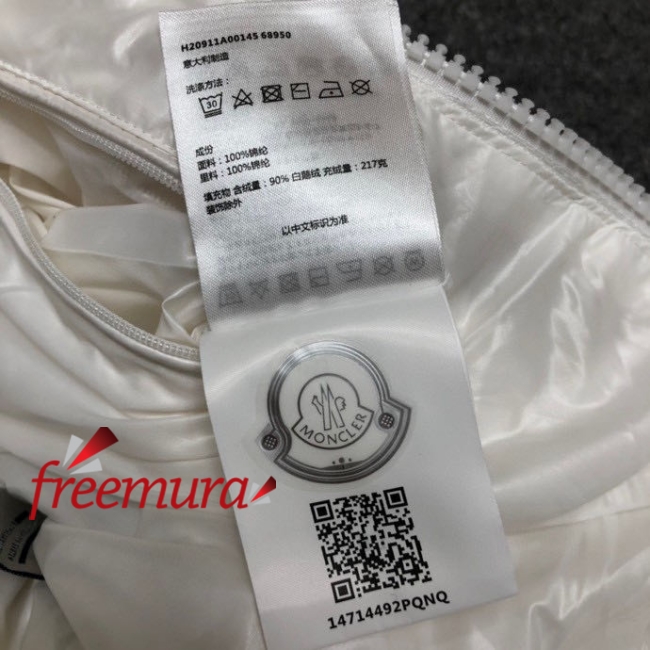 H20911A00145 68950
意大利制造
洗涤方法：
30
成份
面料：100%锦纶
里料：100%锦纶
填充物 含绒量：90% 白鹅绒 充绒量：217克
装饰除外
以中文标识为准
MONCLER
freemura
14714492PQNQ